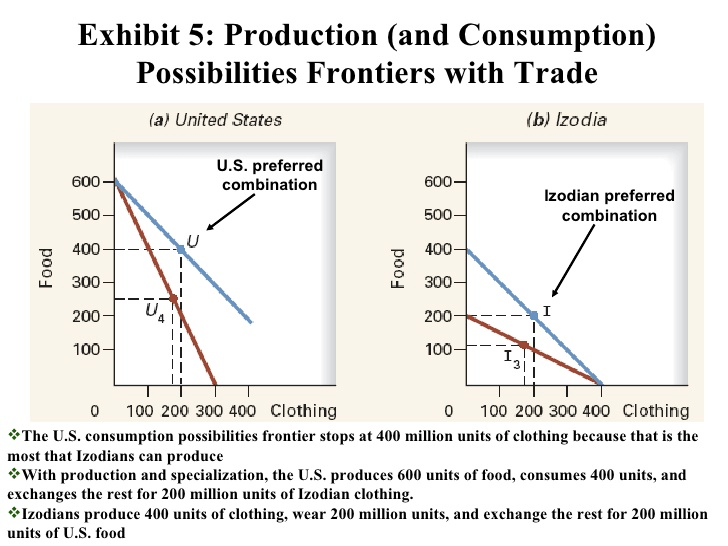 Exhibit 5: Production (and Consumption)
Possibilities Frontiers with Trade
(a) United States
(b) Izodia
U.S. preferred
combination
Izodian preferred
combination
Food
600
500
400
300
200
100
U
U4
0 100 200 300 400 Clothing
Food
600
500
400
300
200
100
I
I3
0 100 200 300 400 Clothing
❖The U.S. consumption possibilities frontier stops at 400 million units of clothing because that is the
most that Izodians can produce
❖With production and specialization, the U.S. produces 600 units of food, consumes 400 units, and
exchanges the rest for 200 million units of Izodian clothing.
❖Izodians produce 400 units of clothing, wear 200 million units, and exchange the rest for 200 million
units of U.S. food